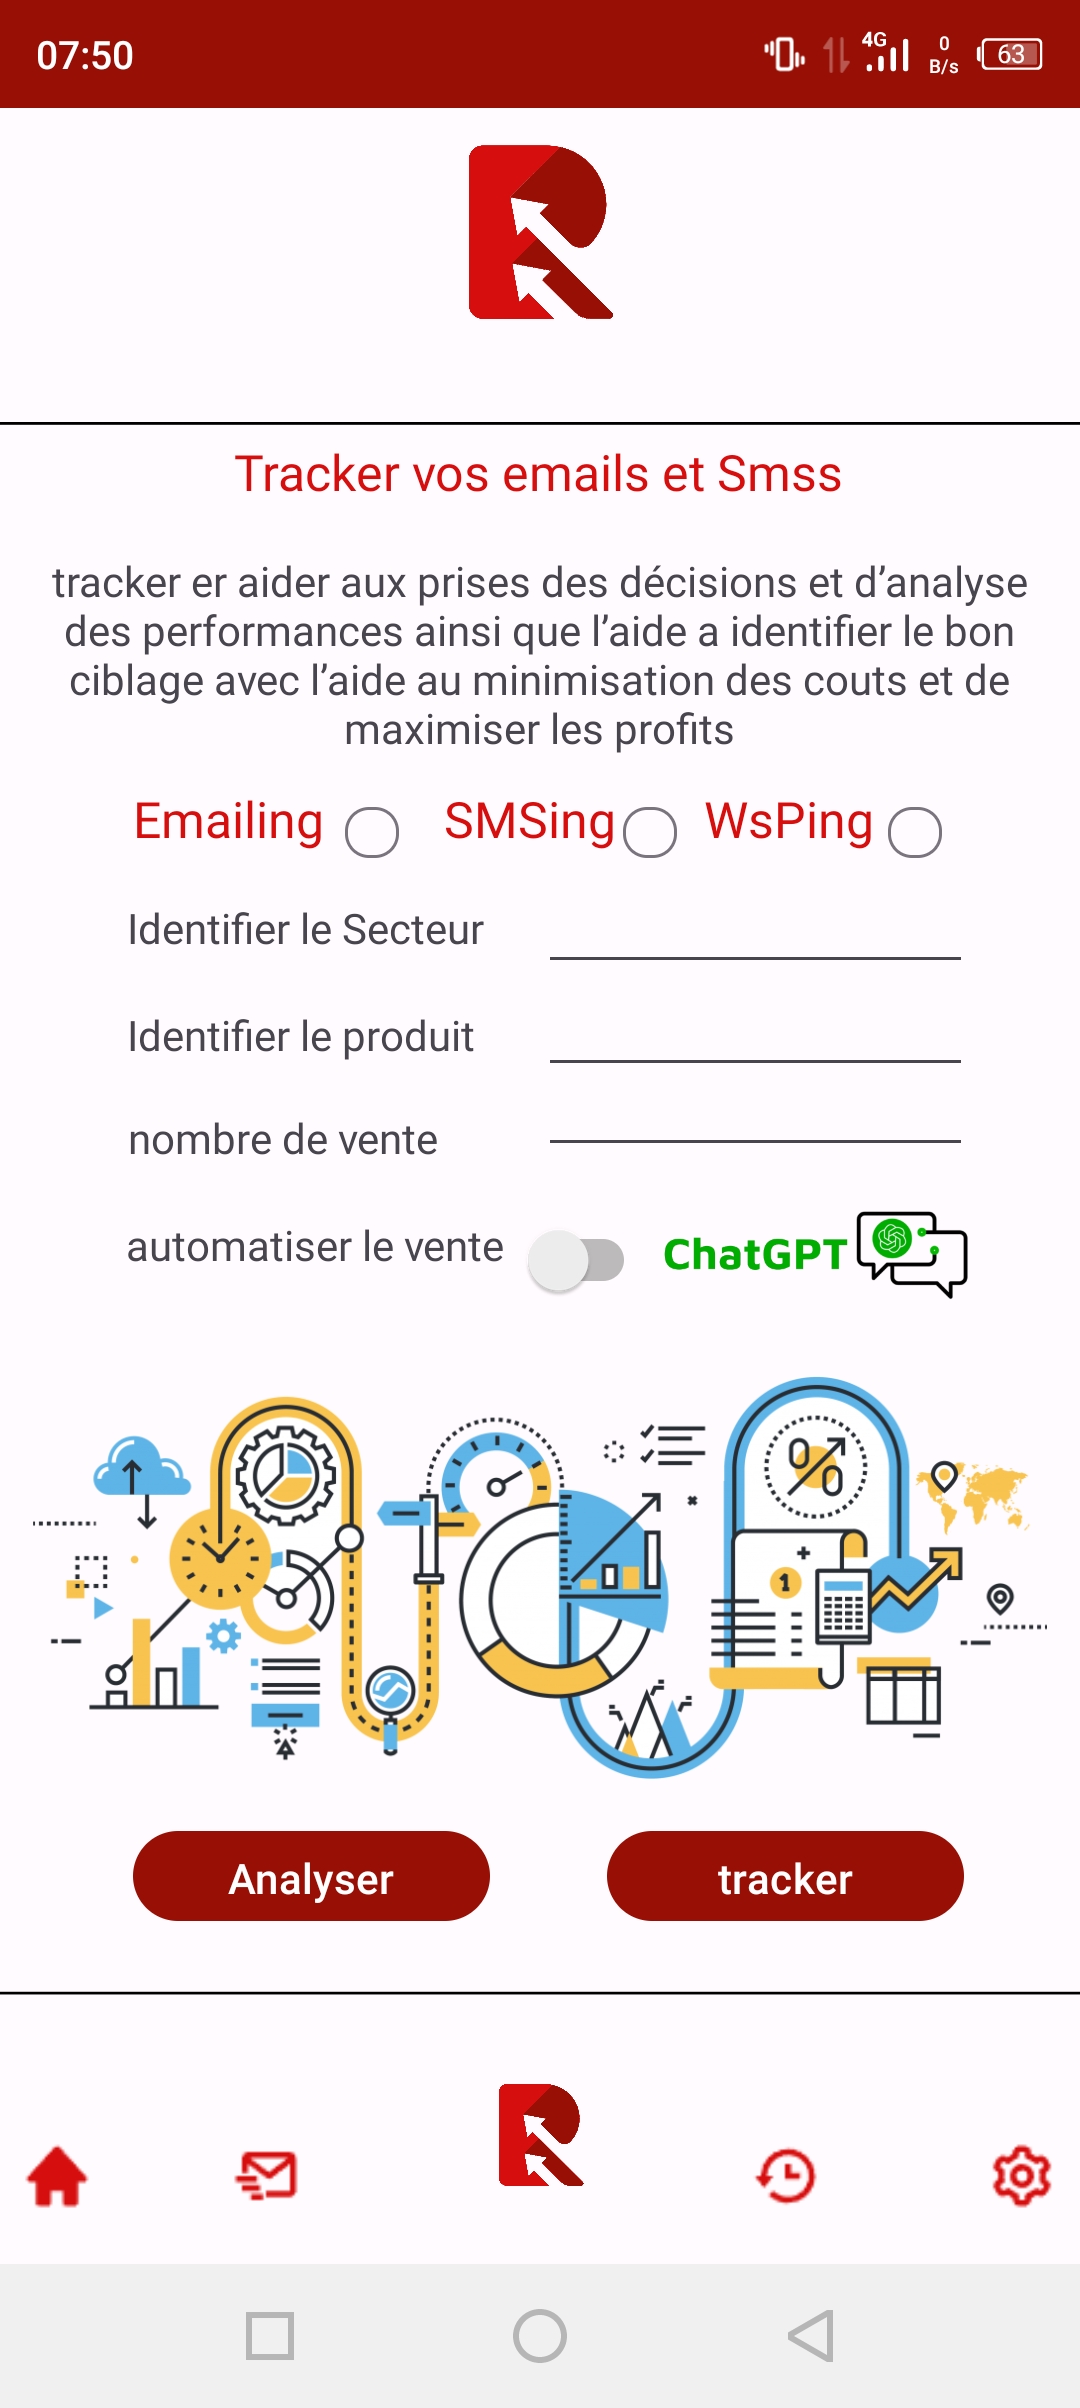 07:50
4G
0
B/s
63
Tracker vos emails et Smss
tracker er aider aux prises des décisions et d’analyse
des performances ainsi que l’aide a identifier le bon
ciblage avec l’aide au minimisation des couts et de
maximiser les profits
Emailing SMSing WsPing
Identifier le Secteur
Identifier le produit
nombre de vente
automatiser le vente ChatGPT
%
1
Analyser tracker